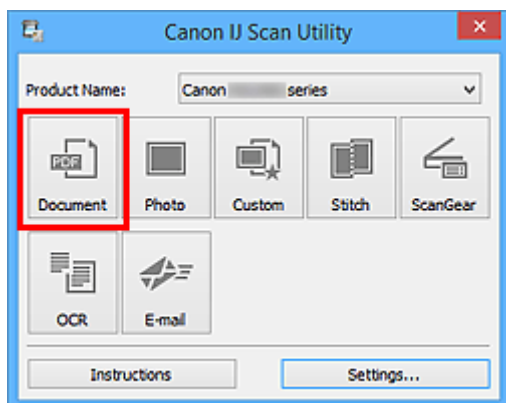 Canon IJ Scan Utility
Product Name: Canon series
PDF
Document Photo Custom Stitch ScanGear
OCR E-mail
Instructions Settings...